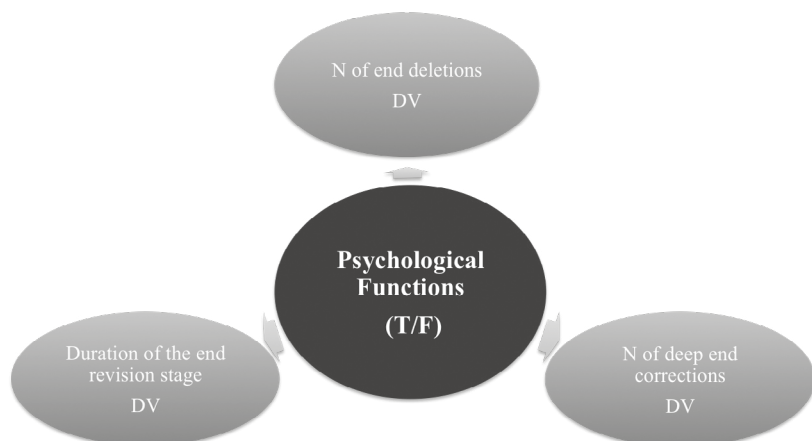 N of end deletions
DV
Psychological
Functions
(T/F)
Duration of the end
revision stage
DV
N of deep end
corrections
DV